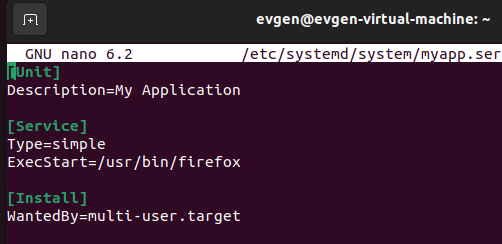 evgen@evgen-virtual-machine: ~
GNU nano 6.2 /etc/systemd/system/myapp.ser
[Unit]
Description=My Application
[Service]
Type=simple
ExecStart=/usr/bin/firefox
[Install]
WantedBy=multi-user.target